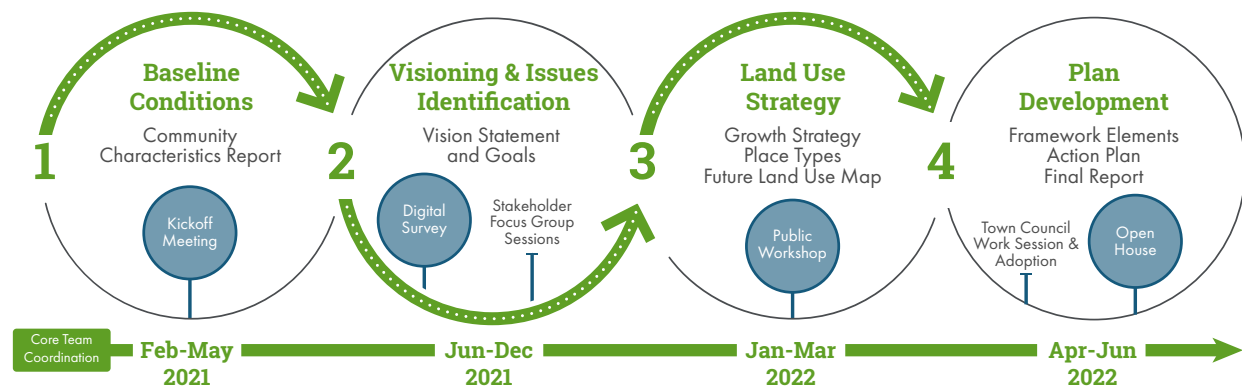 1
Baseline
Conditions
Community
Characteristics Report
Kickoff
Meeting
2
Visioning & Issues
Identification
Vision Statement
and Goals
Digital
Survey
Stakeholder
Focus Group
Sessions
3
Land Use
Strategy
Growth Strategy
Place Types
Future Land Use Map
Public
Workshop
4
Plan
Development
Framework Elements
Action Plan
Final Report
Town Council
Work Session &
Adoption
Open
House
Core Team
Coordination
Feb-May
2021
Jun-Dec
2021
Jan-Mar
2022
Apr-Jun
2022